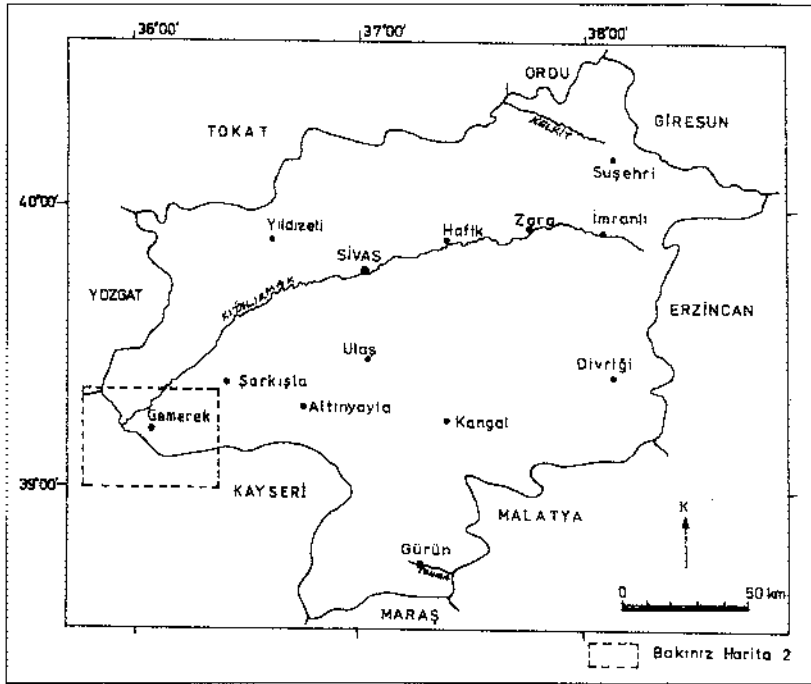 36°00'
37°00'
38°00'
ORDU
GİRESUN
TOKAT
KELKİT
Suşehri
40°00'
Yıldızeli
Hafik
Zara
İmranlı
SİVAS
YOZGAT
KIZILIRMAK
ERZİNCAN
Ulaş
Divriği
Şarkışla
Altınyayla
Gemerek
Kangal
39°00'
KAYSERİ
MALATYA
K
Gürün
Tohma
0 50 km
MARAŞ
Bakınız Harita 2